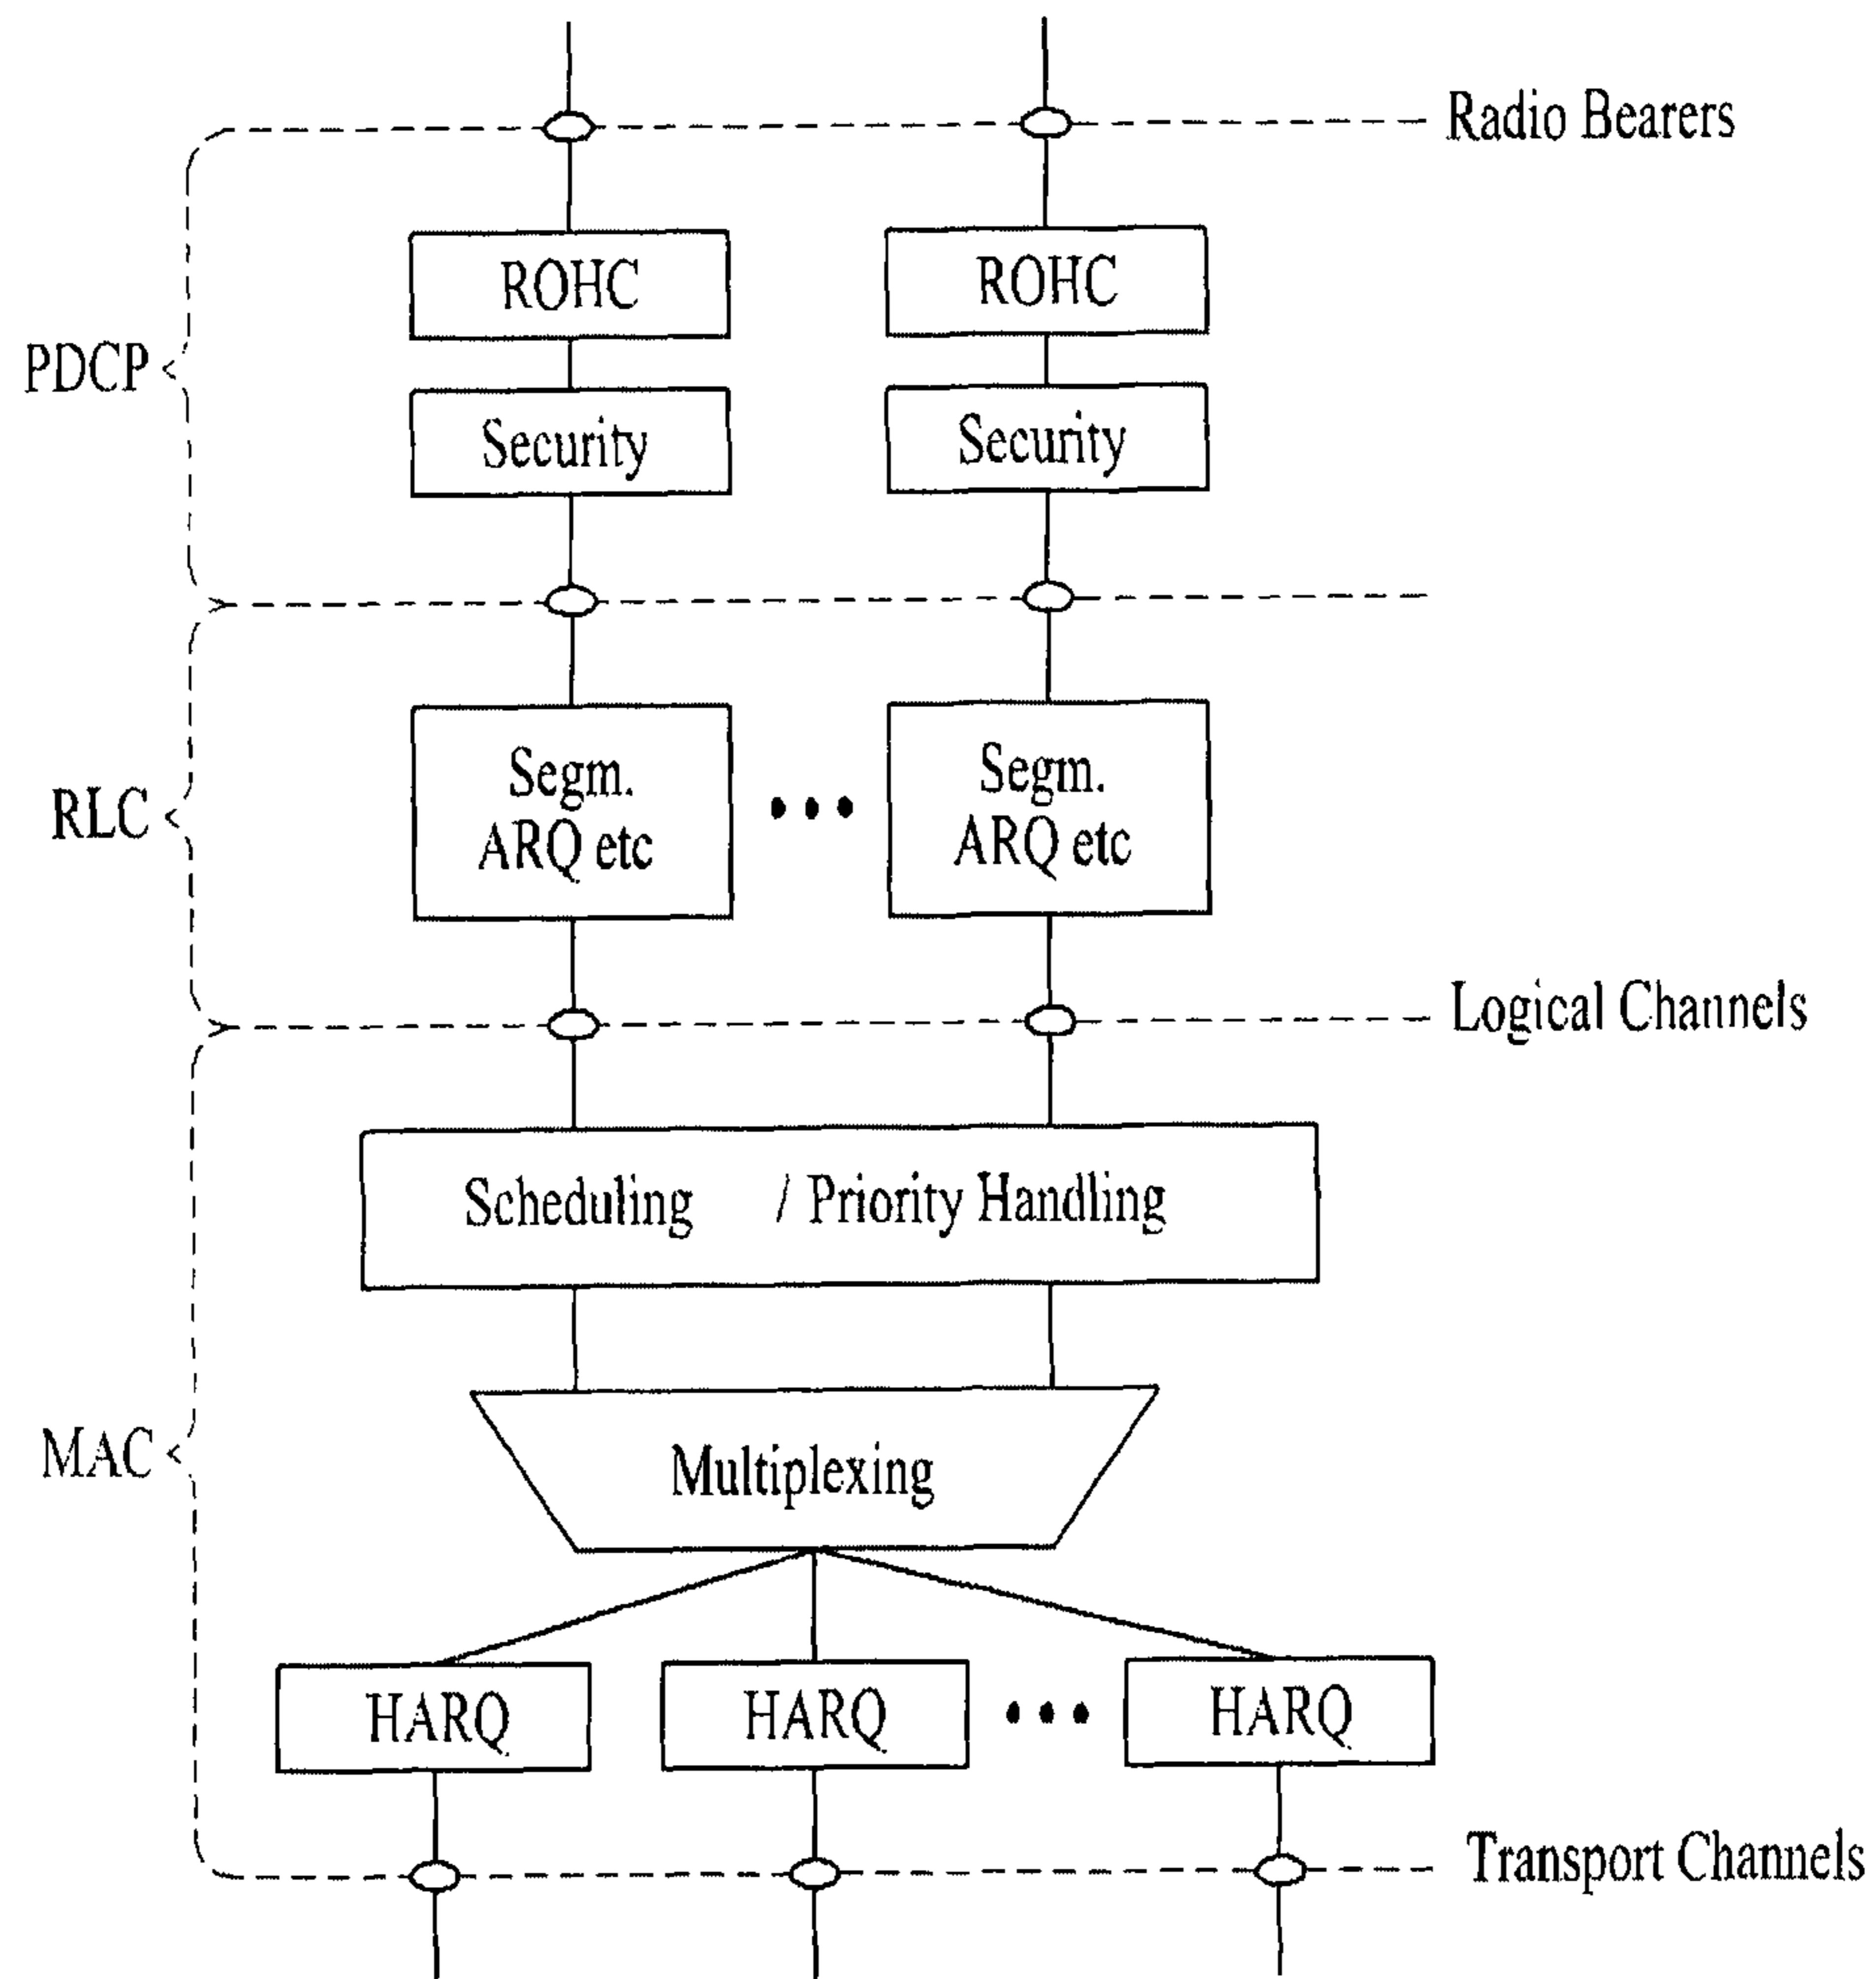 Radio Bearers
ROHC
ROHC
PDCP
Security
Security
Segm.
ARQ etc
Segm.
ARQ etc
RLC
Logical Channels
Scheduling / Priority Handling
MAC
Multiplexing
HARQ
HARQ
HARQ
Transport Channels